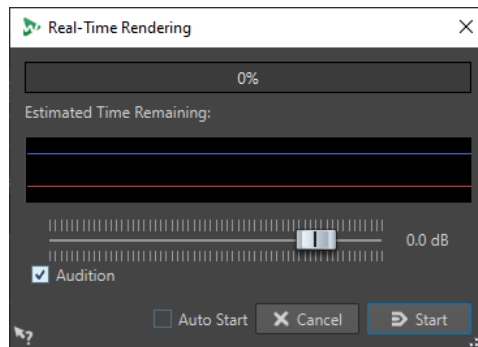 Real-Time Rendering
0%
Estimated Time Remaining:
0.0 dB
Audition
Auto Start
Cancel
Start
?